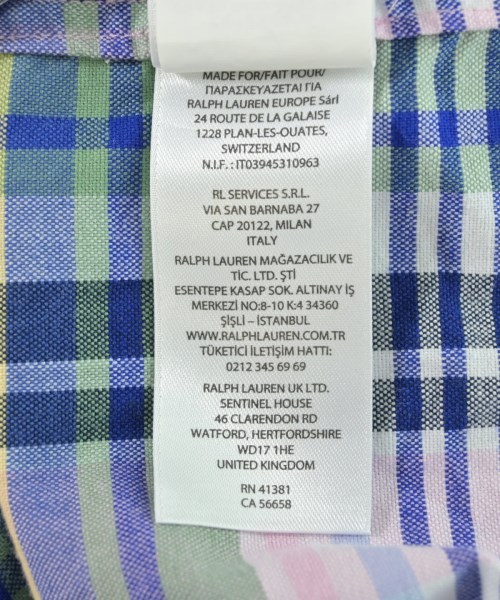 MADE FOR/FAIT POUR/
ΠΑΡΑΣΚΕΥΑΖΕΤΑΙ ΓΙΑ
RALPH LAUREN EUROPE Sárl
24 ROUTE DE LA GALAISE
1228 PLAN-LES-OUATES,
SWITZERLAND
N.I.F. : IT03945310963
RL SERVICES S.R.L.
VIA SAN BARNABA 27
CAP 20122, MILAN
ITALY
RALPH LAUREN MAĞAZACILIK VE
TİC. LTD. ŞTİ
ESENTEPE KASAP SOK. ALTINAY İŞ
MERKEZİ NO:8-10 K:4 34360
ŞİŞLİ – İSTANBUL
WWW.RALPHLAUREN.COM.TR
TÜKETİCİ İLETİŞİM HATTI:
0212 345 69 69
RALPH LAUREN UK LTD.
SENTINEL HOUSE
46 CLARENDON RD
WATFORD, HERTFORDSHIRE
WD17 1HE
UNITED KINGDOM
RN 41381
CA 56658